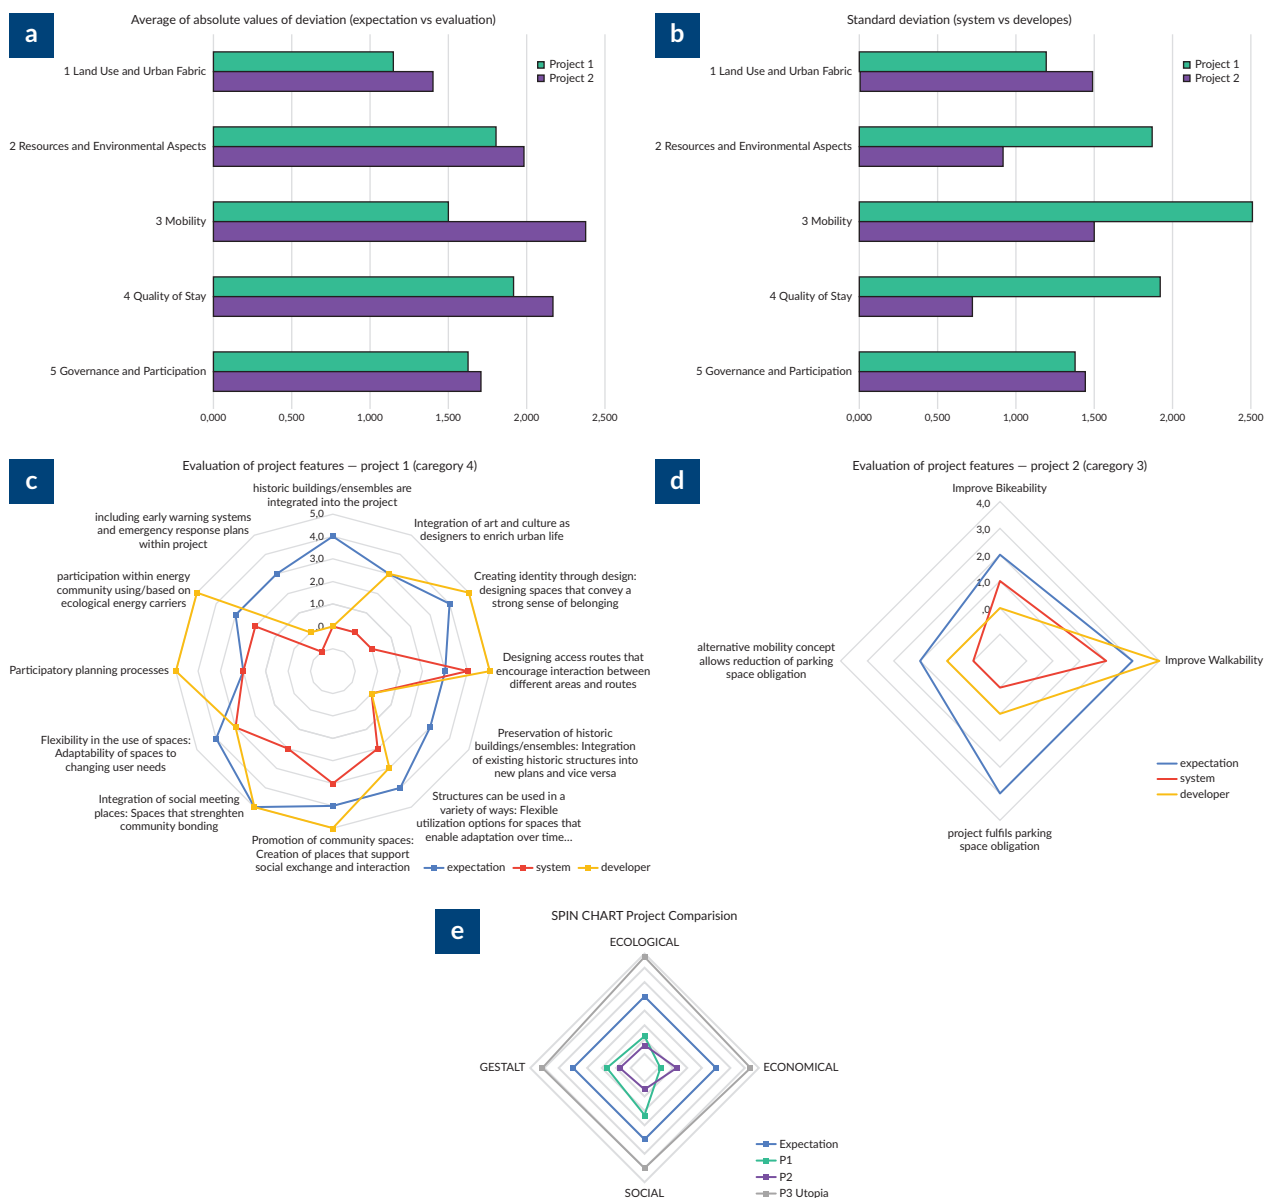 a
Average of absolute values of deviation (expectation vs evaluation)
Project 1
Project 2
1 Land Use and Urban Fabric
2 Resources and Environmental Aspects
3 Mobility
4 Quality of Stay
5 Governance and Participation
0,000
0,500
1,000
1,500
2,000
2,500
b
Standard deviation (system vs developes)
Project 1
Project 2
1 Land Use and Urban Fabric
2 Resources and Environmental Aspects
3 Mobility
4 Quality of Stay
5 Governance and Participation
0,000
0,500
1,000
1,500
2,000
2,500
c
Evaluation of project features — project 1 (caregory 4)
historic buildings/ensembles are
integrated into the project
5,0
4,0
3,0
2,0
1,0
,0
Integration of art and culture as
designers to enrich urban life
Creating identity through design:
designing spaces that convey a
strong sense of belonging
Designing access routes that
encourage interaction between
different areas and routes
Preservation of historic
buildings/ensembles: Integration
of existing historic structures into
new plans and vice versa
Structures can be used in a
variety of ways: Flexible
utilization options for spaces that
enable adaptation over time...
Promotion of community spaces:
Creation of places that support
social exchange and interaction
Integration of social meeting
places: Spaces that strenghten
community bonding
Flexibility in the use of spaces:
Adaptability of spaces to
changing user needs
Participatory planning processes
participation within energy
community using/based on
ecological energy carriers
including early warning systems
and emergency response plans
within project
expectation
system
developer
d
Evaluation of project features — project 2 (caregory 3)
Improve Bikeability
4,0
3,0
2,0
1,0
,0
Improve Walkability
project fulfils parking
space obligation
alternative mobility concept
allows reduction of parking
space obligation
expectation
system
developer
e
SPIN CHART Project Comparision
ECOLOGICAL
ECONOMICAL
SOCIAL
GESTALT
Expectation
P1
P2
P3 Utopia